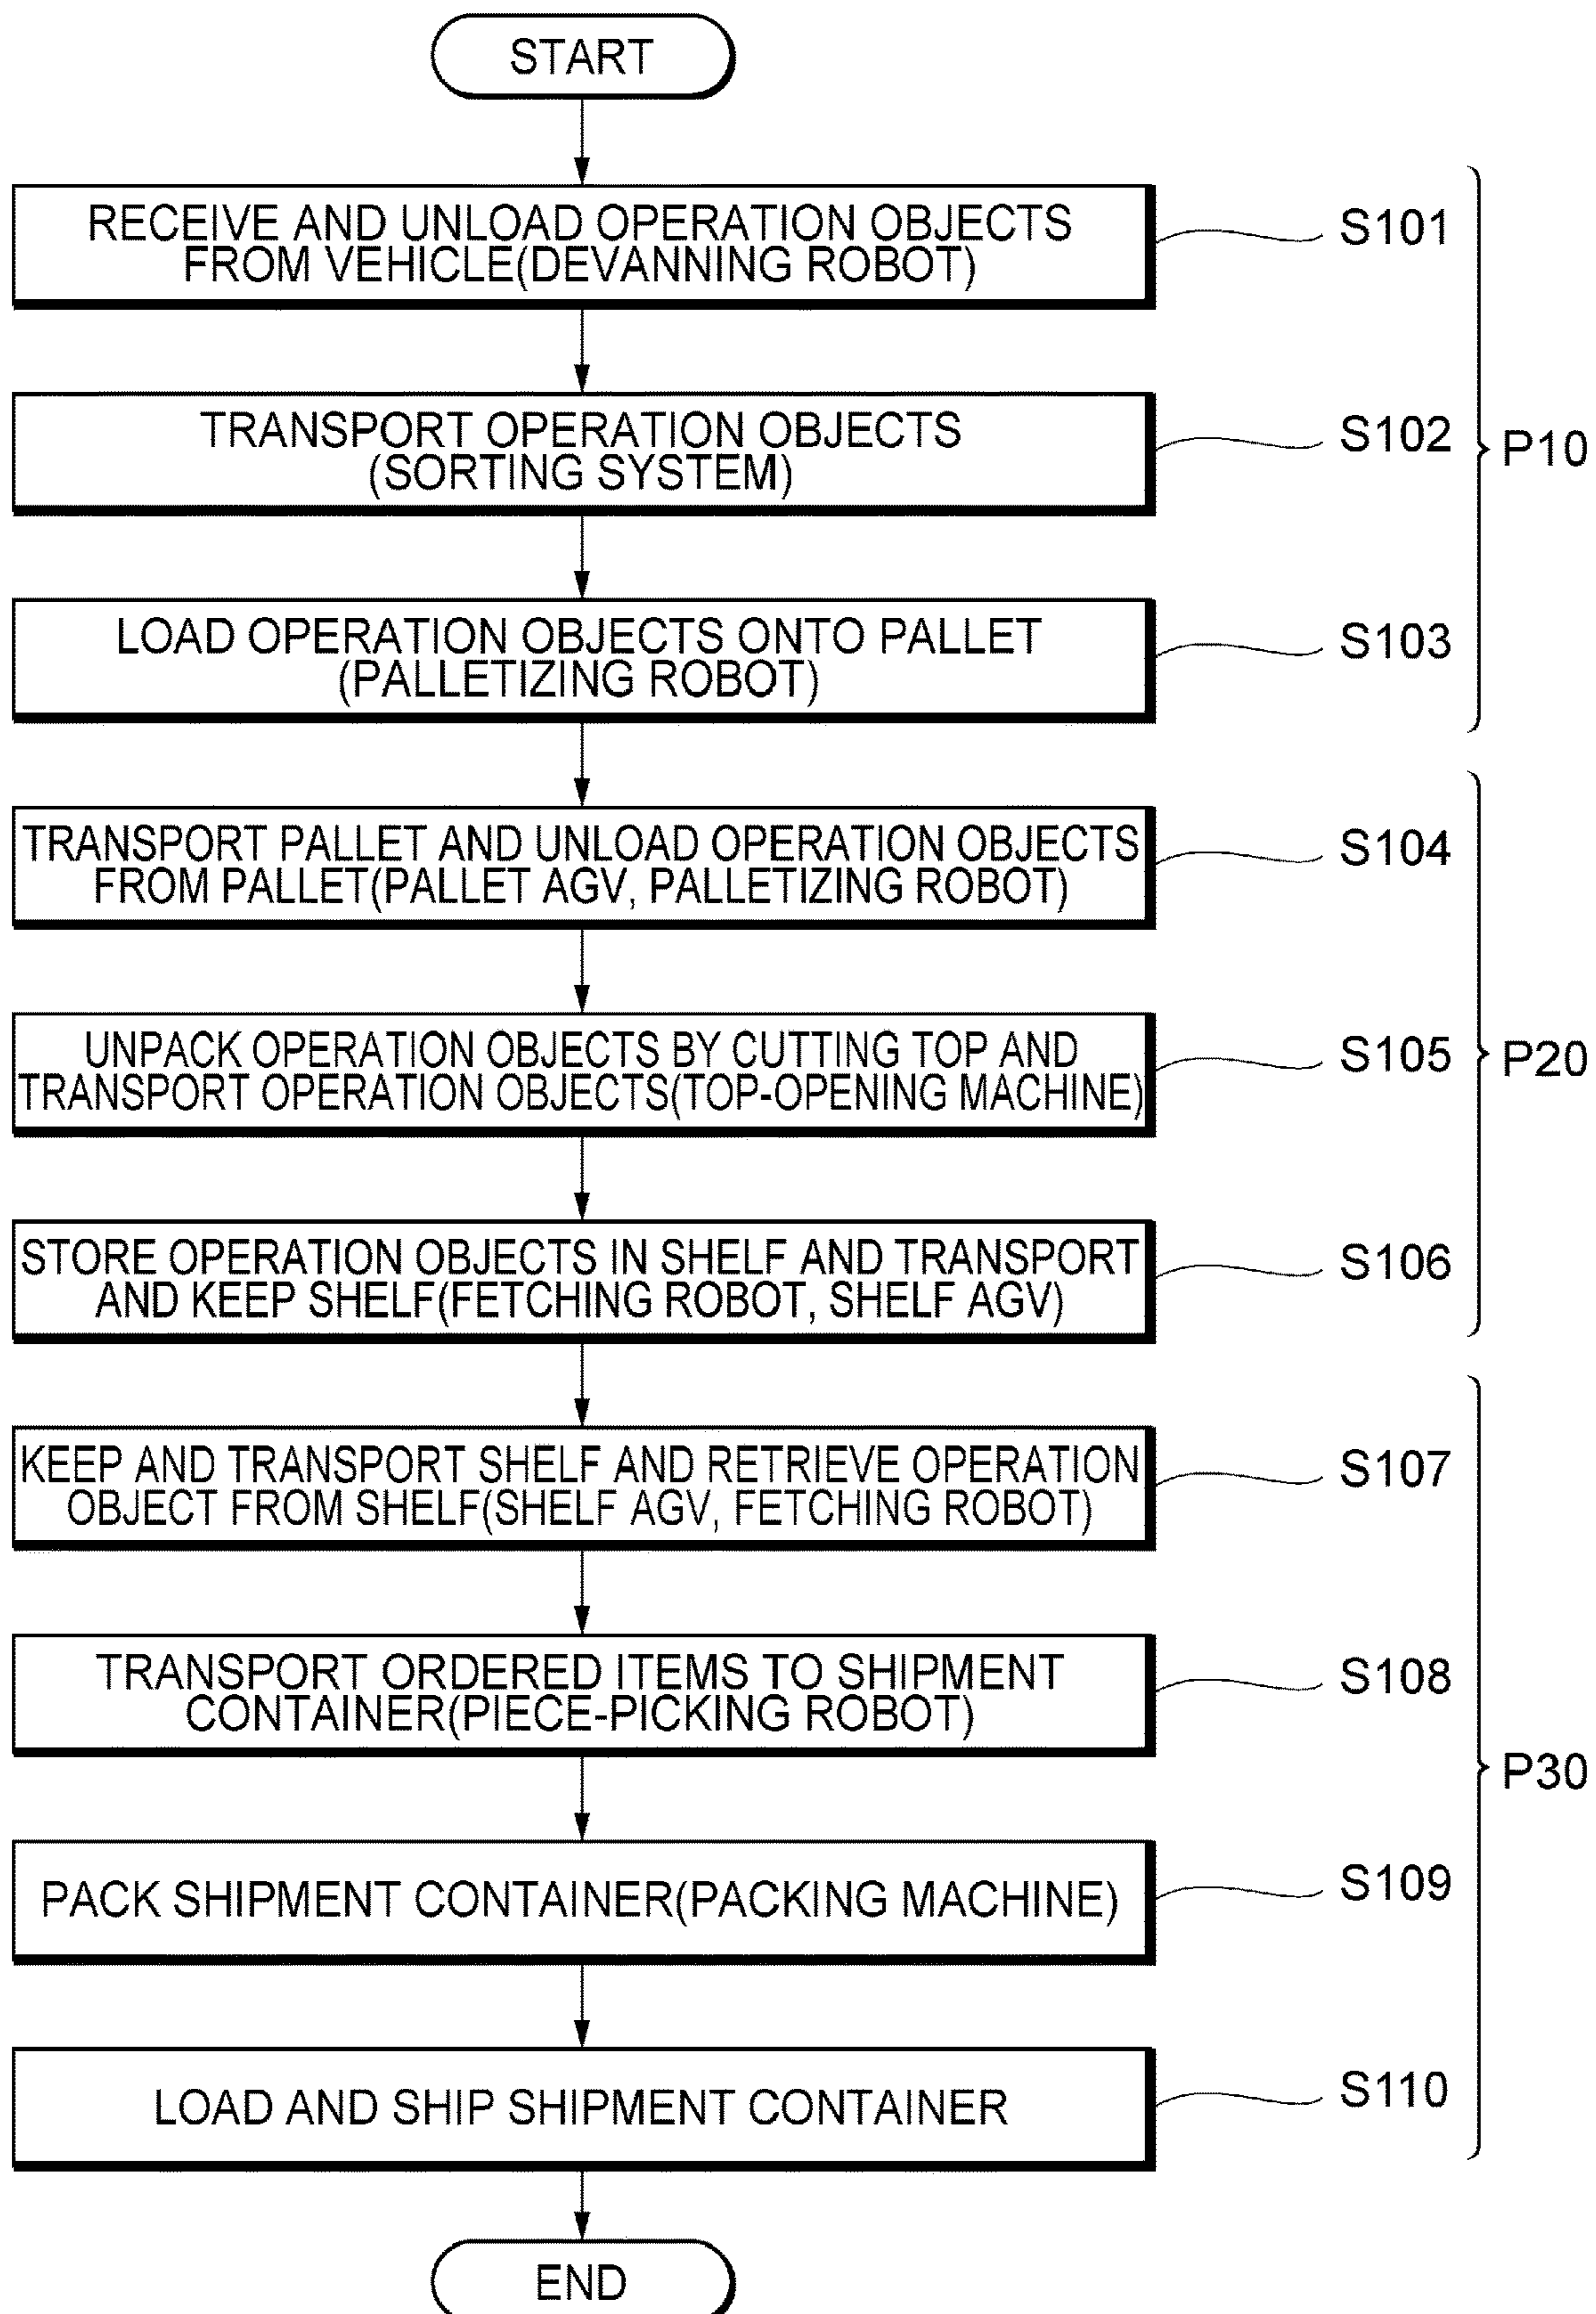 START
RECEIVE AND UNLOAD OPERATION OBJECTS
FROM VEHICLE(DEVANNING ROBOT)
S101
TRANSPORT OPERATION OBJECTS
(SORTING SYSTEM)
S102
P10
LOAD OPERATION OBJECTS ONTO PALLET
(PALLETIZING ROBOT)
S103
TRANSPORT PALLET AND UNLOAD OPERATION OBJECTS
FROM PALLET(PALLET AGV, PALLETIZING ROBOT)
S104
UNPACK OPERATION OBJECTS BY CUTTING TOP AND
TRANSPORT OPERATION OBJECTS(TOP-OPENING MACHINE)
S105
P20
STORE OPERATION OBJECTS IN SHELF AND TRANSPORT
AND KEEP SHELF(FETCHING ROBOT, SHELF AGV)
S106
KEEP AND TRANSPORT SHELF AND RETRIEVE OPERATION
OBJECT FROM SHELF(SHELF AGV, FETCHING ROBOT)
S107
TRANSPORT ORDERED ITEMS TO SHIPMENT
CONTAINER(PIECE-PICKING ROBOT)
S108
P30
PACK SHIPMENT CONTAINER(PACKING MACHINE)
S109
LOAD AND SHIP SHIPMENT CONTAINER
S110
END